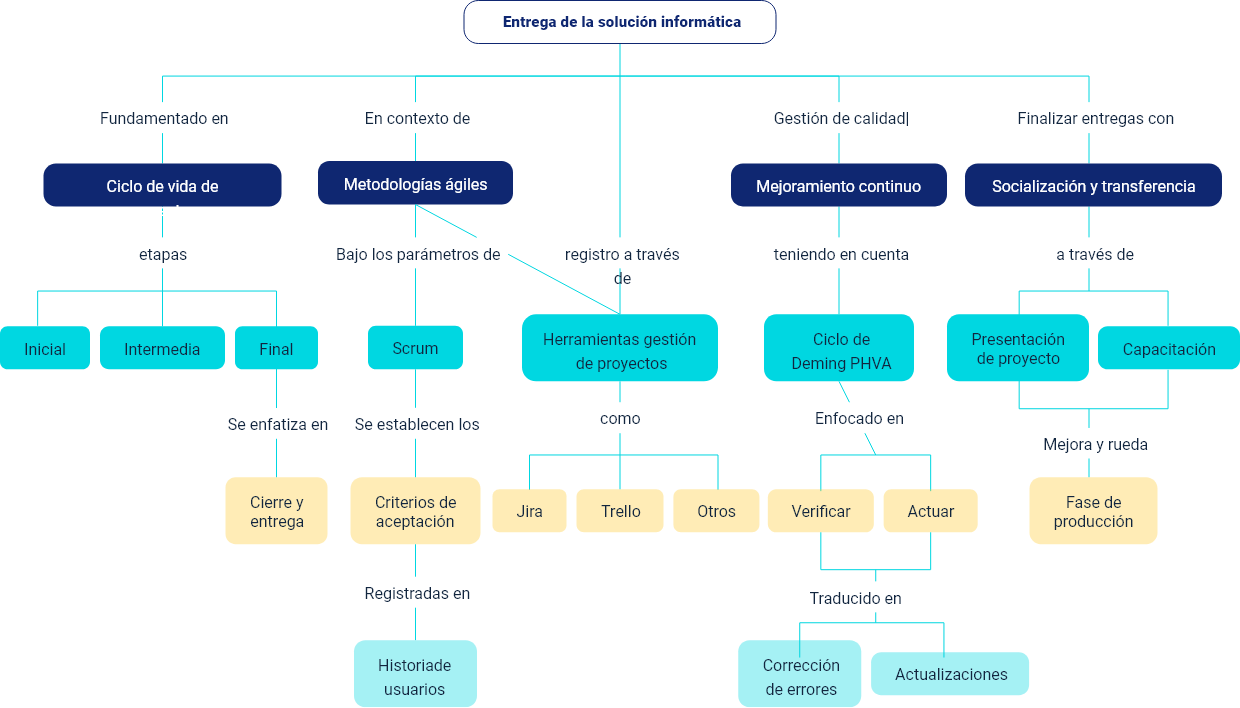 Entrega de la solución informática
Fundamentado en
En contexto de
Gestión de calidad|
Finalizar entregas con
Ciclo de vida de
Metodologías ágiles
Mejoramiento continuo
Socialización y transferencia
etapas
Bajo los parámetros de
registro a través
de
teniendo en cuenta
a través de
Inicial
Intermedia
Final
Scrum
Herramientas gestión
de proyectos
Ciclo de
Deming PHVA
Presentación
de proyecto
Capacitación
Se enfatiza en
Se establecen los
como
Enfocado en
Mejora y rueda
Cierre y
entrega
Criterios de
aceptación
Jira
Trello
Otros
Verificar
Actuar
Fase de
producción
Registradas en
Traducido en
Historiade
usuarios
Corrección
de errores
Actualizaciones